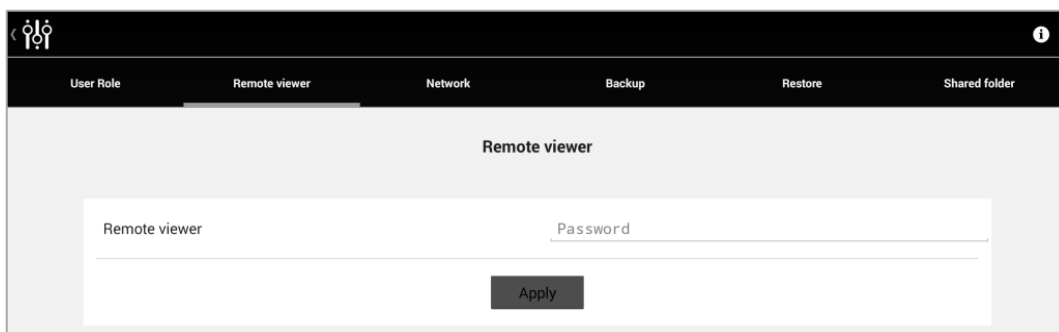 User Role Remote viewer Network Backup Restore Shared folder
Remote viewer
Remote viewer Password
Apply